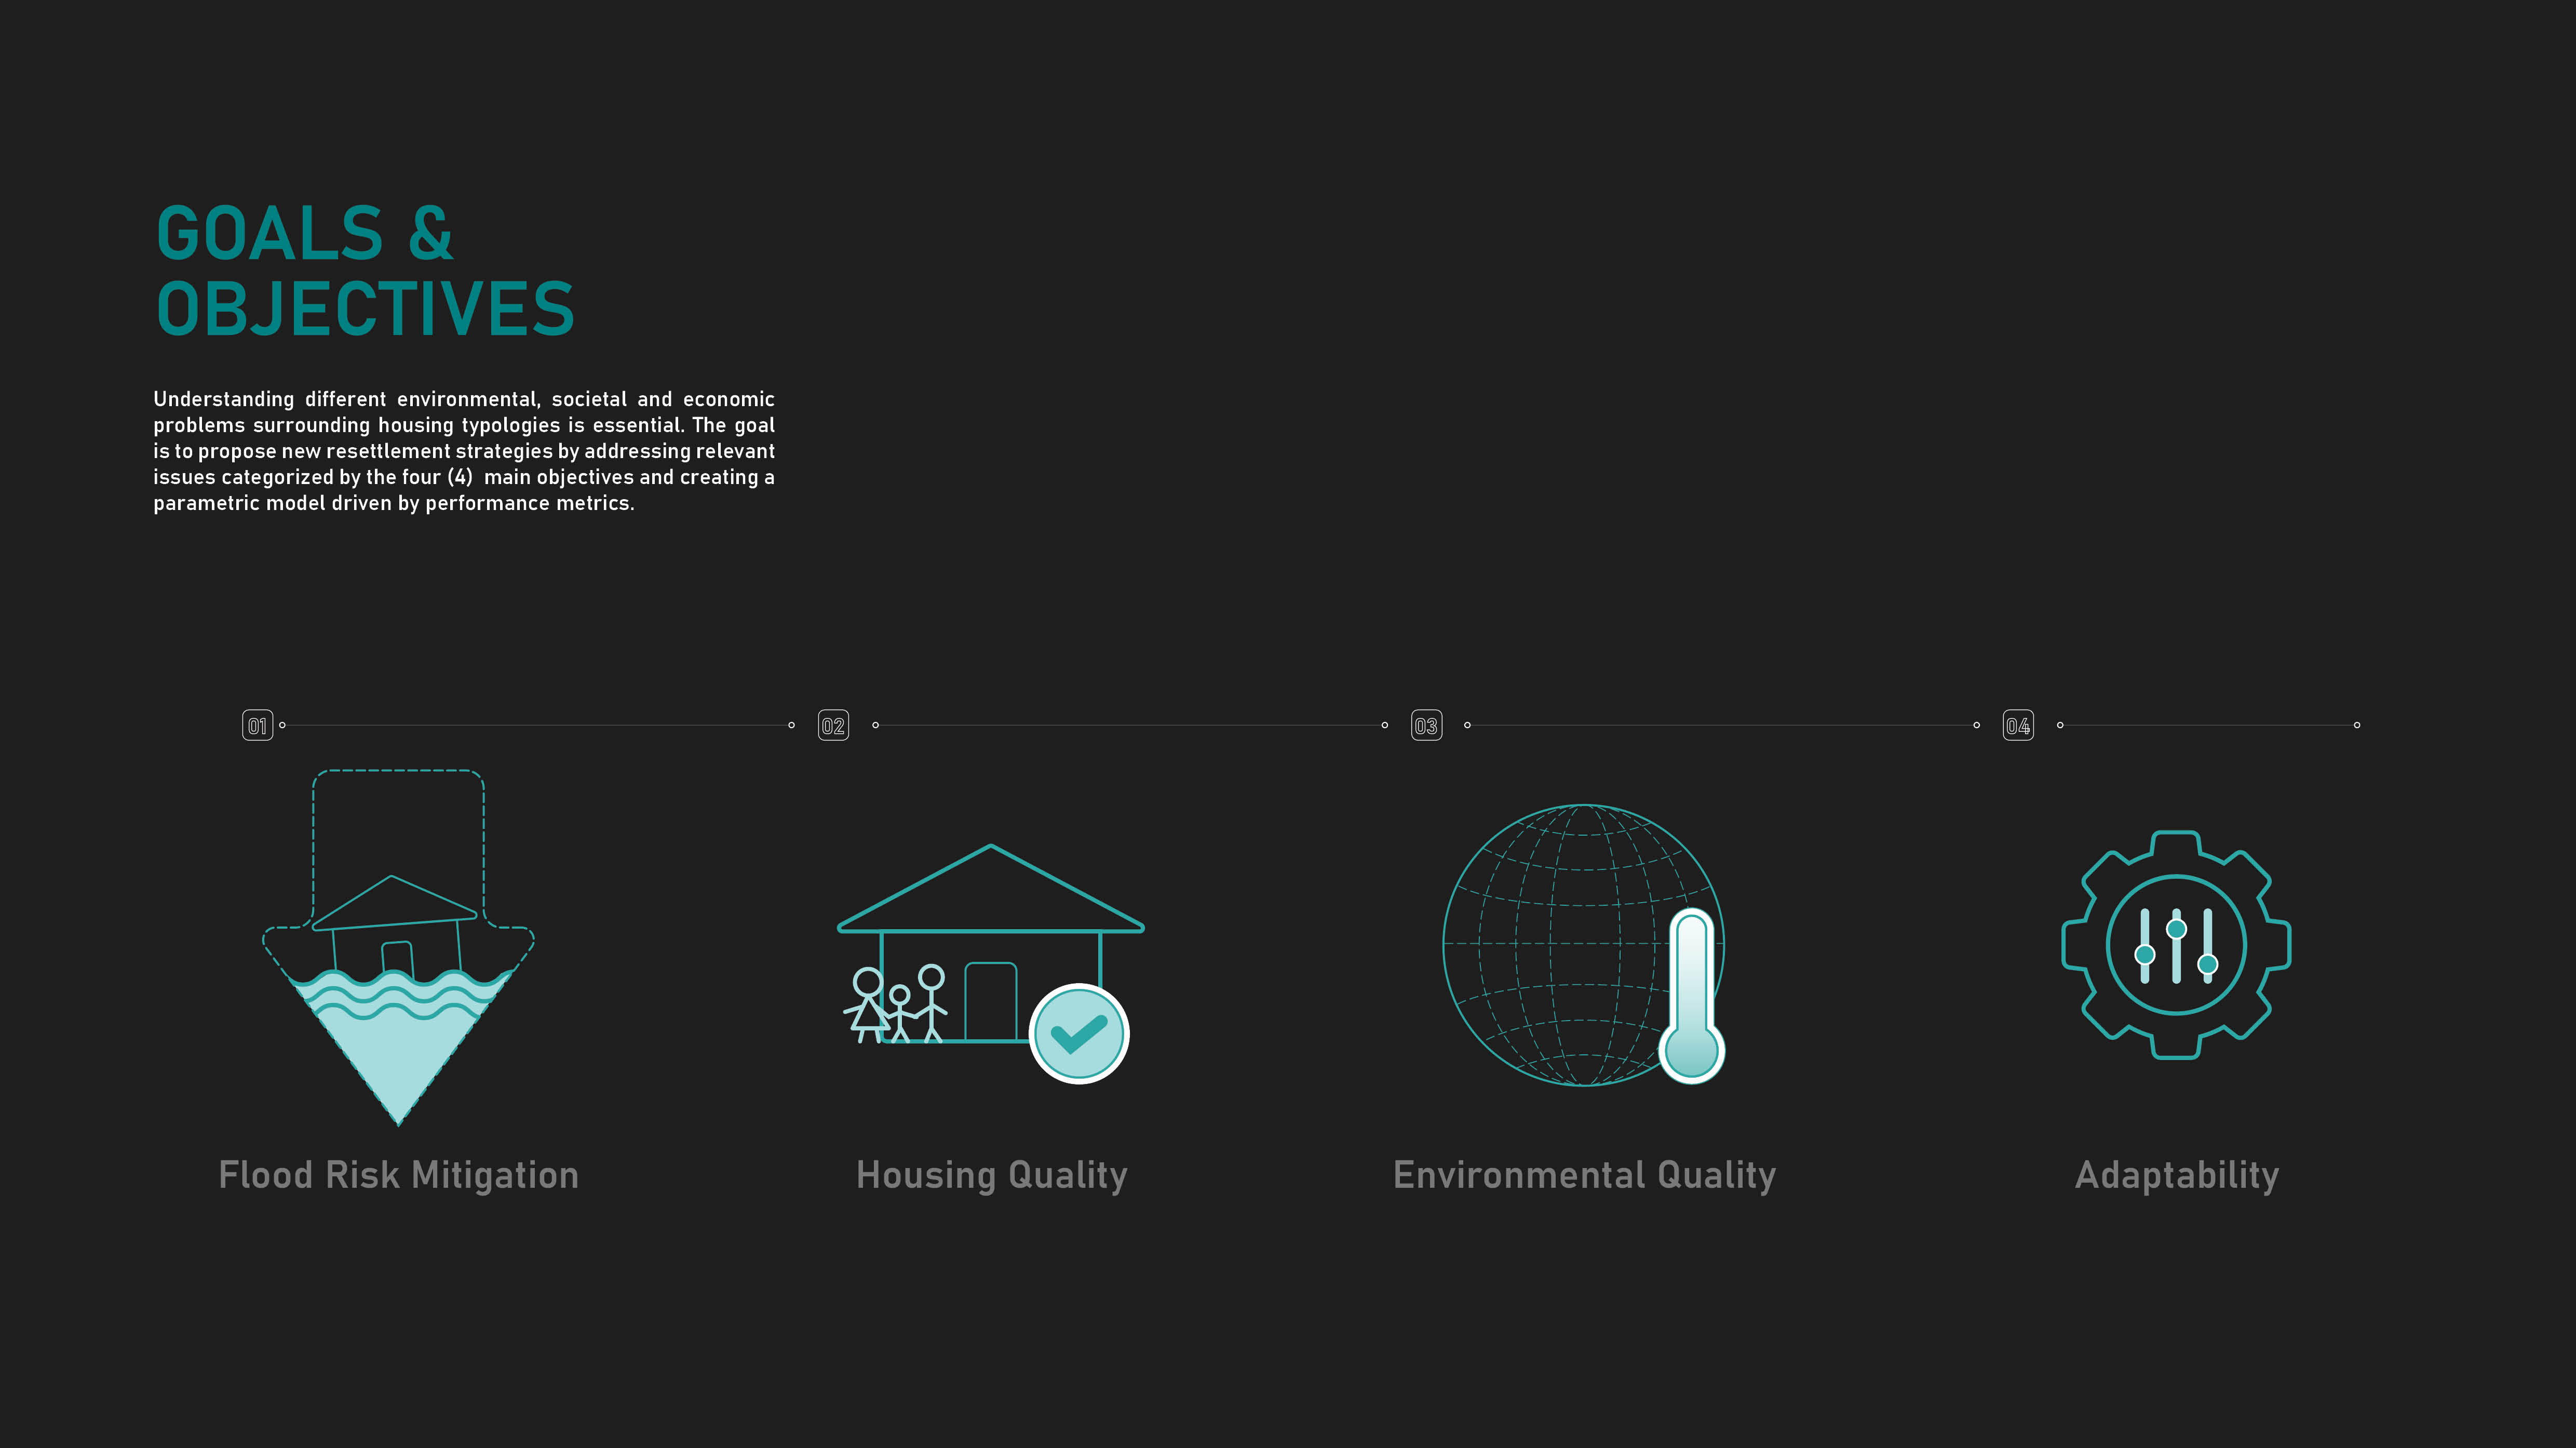 GOALS &
OBJECTIVES
Understanding different environmental, societal and economic
problems surrounding housing typologies is essential. The goal
is to propose new resettlement strategies by addressing relevant
issues categorized by the four (4) main objectives and creating a
parametric model driven by performance metrics.
01
02
03
04
Flood Risk Mitigation
Housing Quality
Environmental Quality
Adaptability